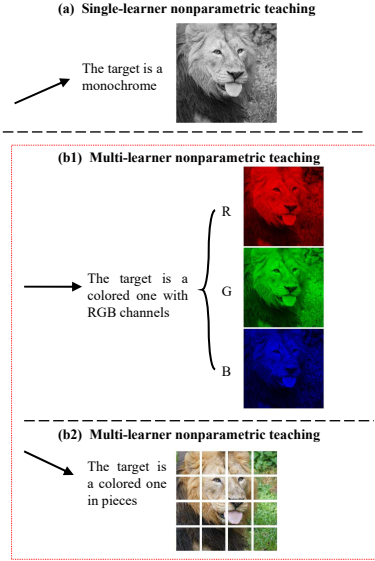 (a) Single-learner nonparametric teaching
The target is a
monochrome
(b1) Multi-learner nonparametric teaching
R
The target is a
colored one with
RGB channels
G
B
(b2) Multi-learner nonparametric teaching
The target is
a colored one
in pieces